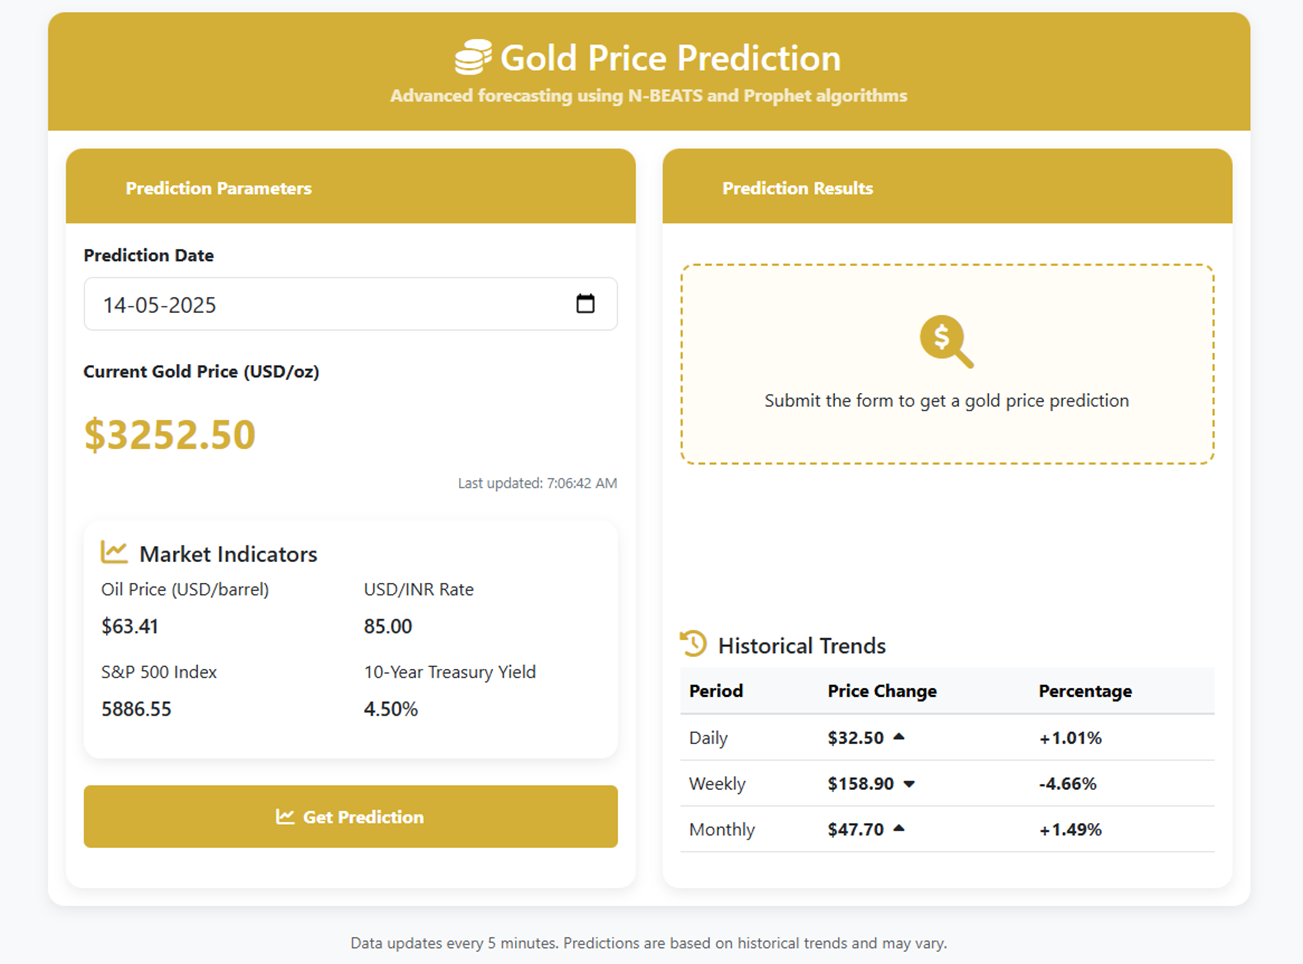 Gold Price Prediction
Advanced forecasting using N-BEATS and Prophet algorithms
Prediction Parameters
Prediction Date
14-05-2025
Current Gold Price (USD/oz)
$3252.50
Last updated: 7:06:42 AM
Market Indicators
Oil Price (USD/barrel) USD/INR Rate
$63.41 85.00
S&P 500 Index 10-Year Treasury Yield
5886.55 4.50%
Get Prediction
Prediction Results
$
Submit the form to get a gold price prediction
Historical Trends
Period Price Change Percentage
Daily $32.50 +1.01%
Weekly $158.90 -4.66%
Monthly $47.70 +1.49%
Data updates every 5 minutes. Predictions are based on historical trends and may vary.